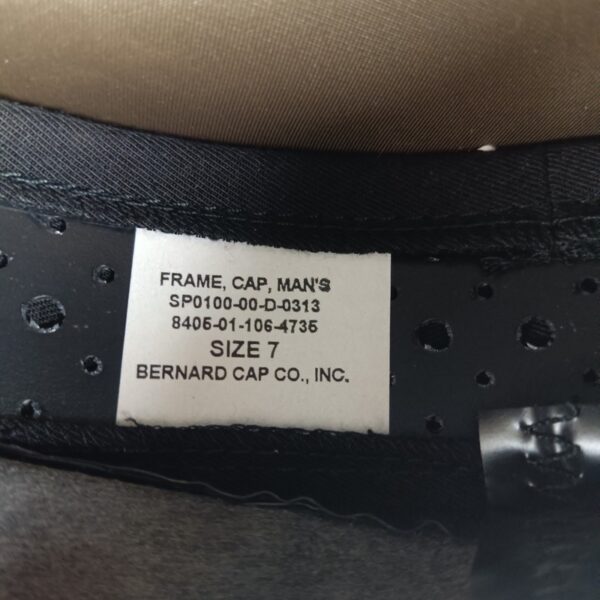 FRAME, CAP, MAN'S
SP0100-00-D-0313
8405-01-106-4735
SIZE 7
BERNARD CAP CO., INC.